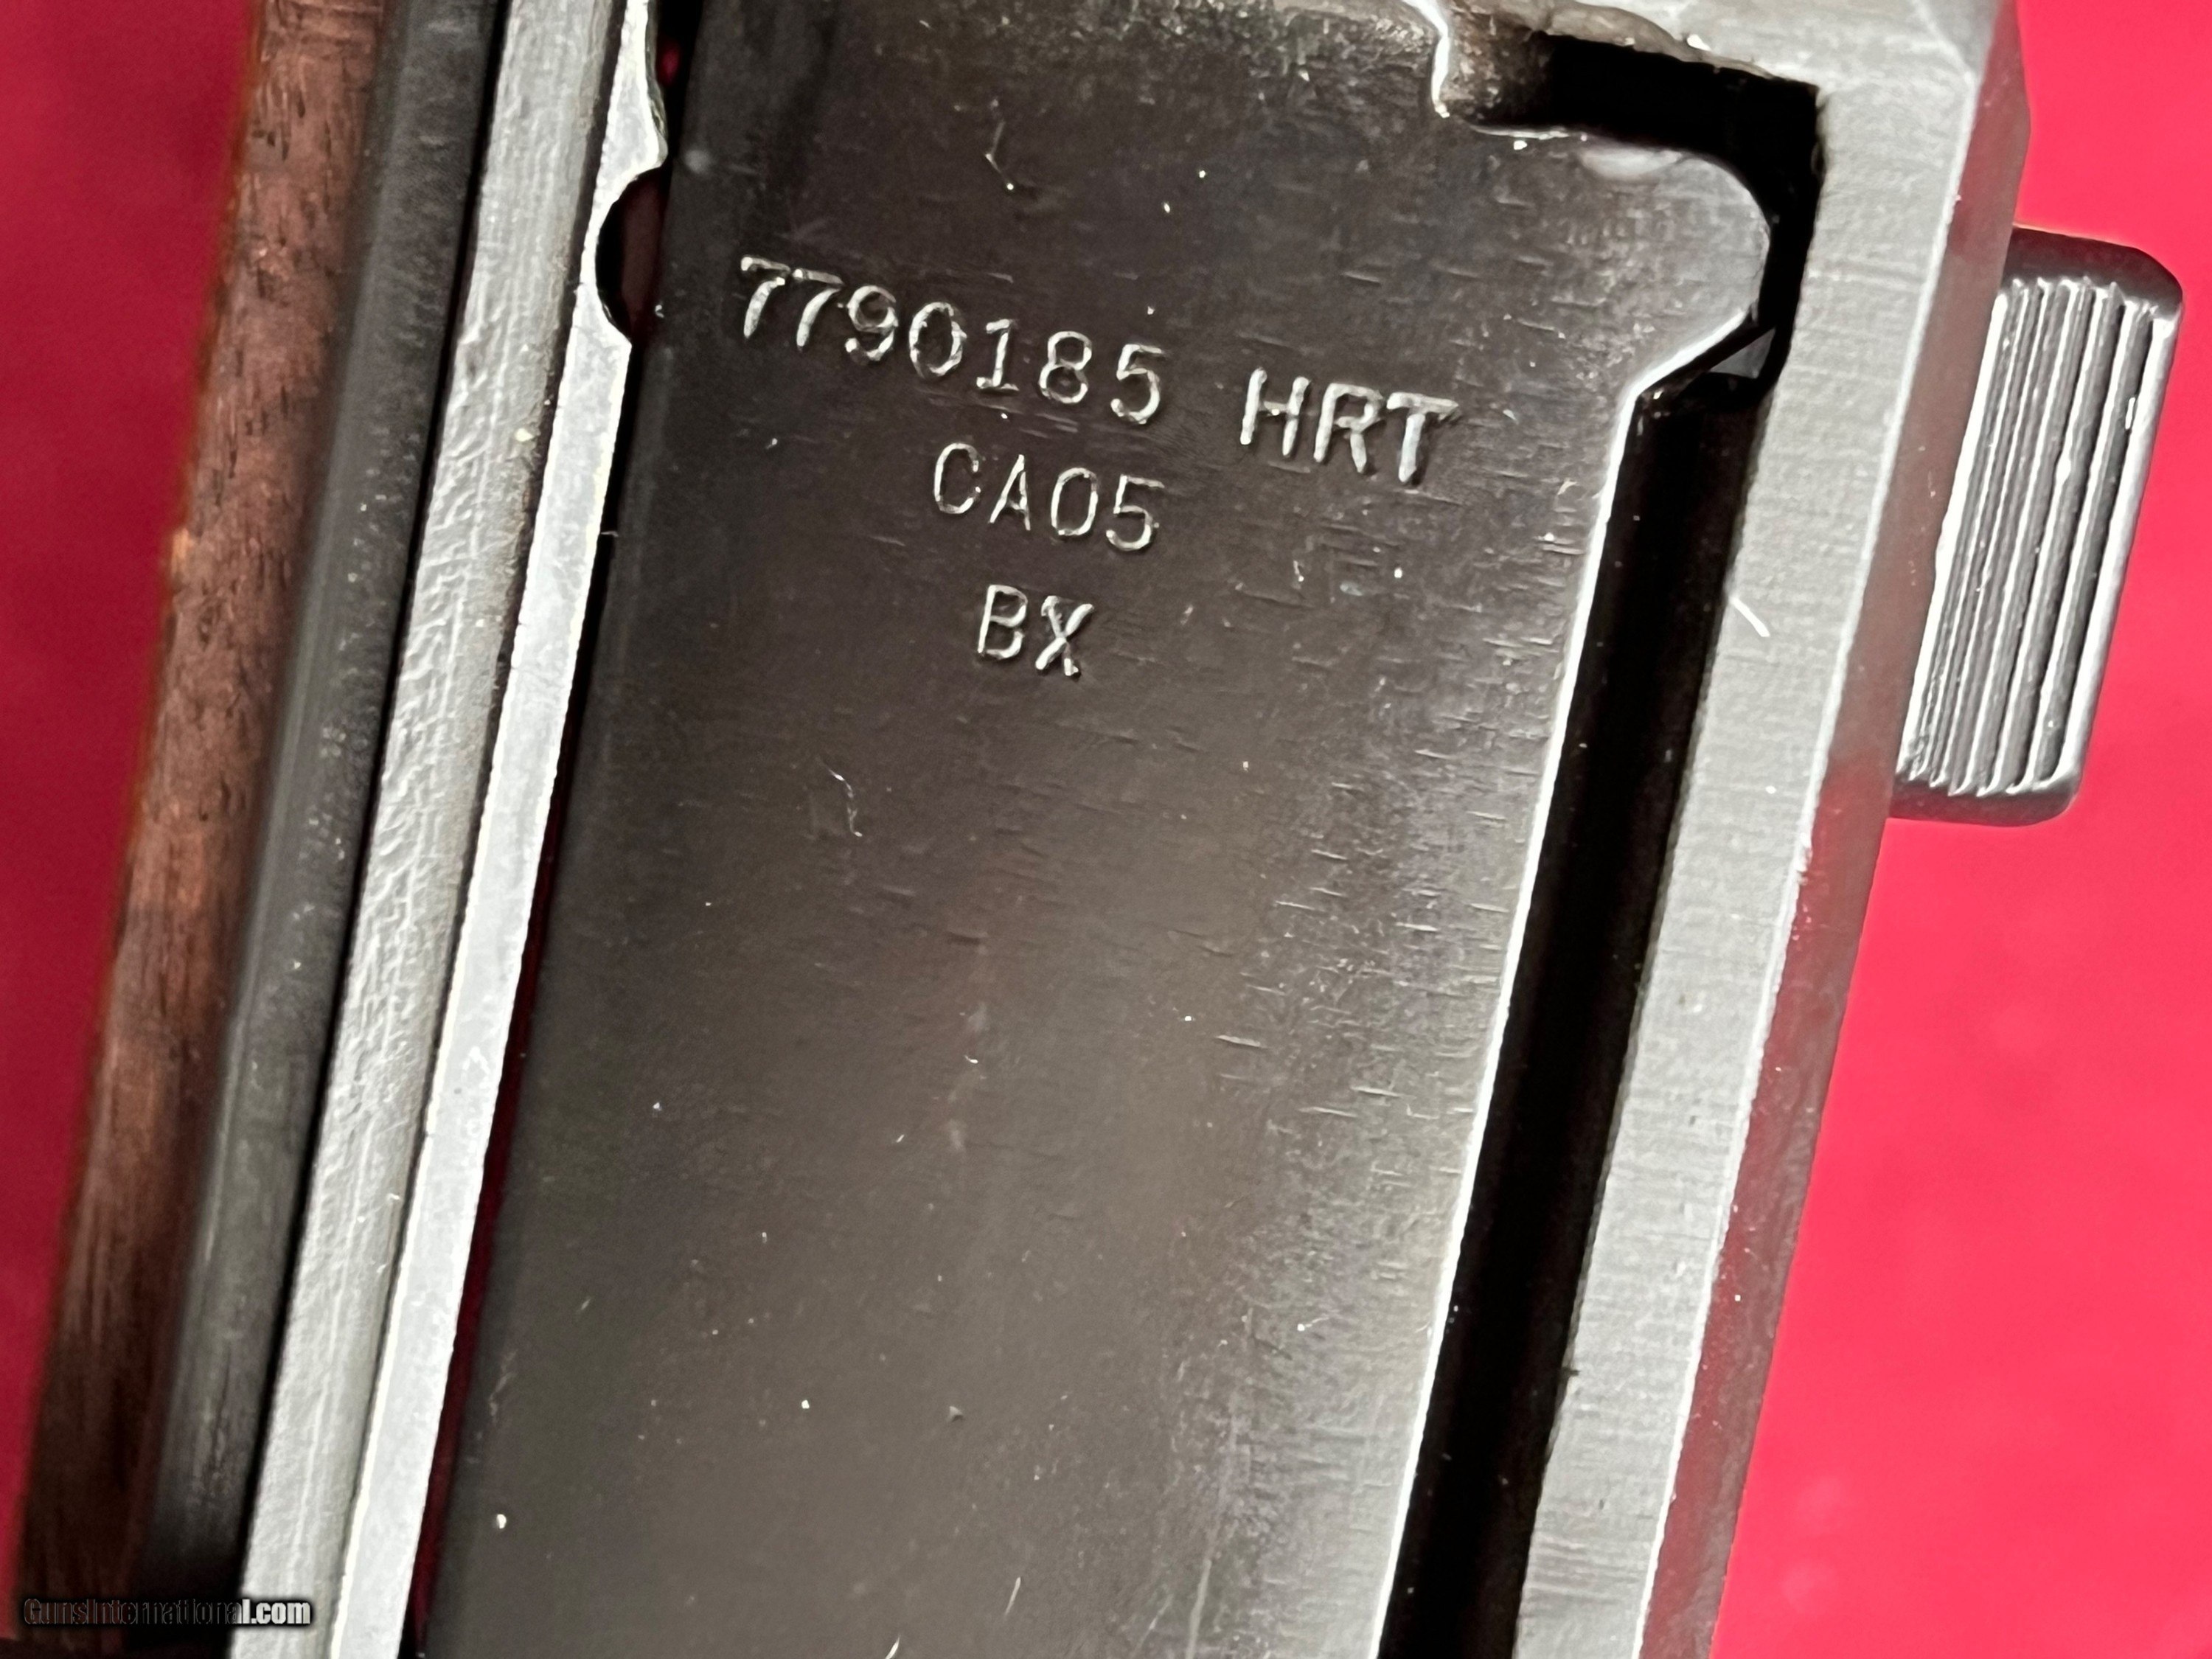 7790185 HRT
CA05
BX
GunsInternational.com